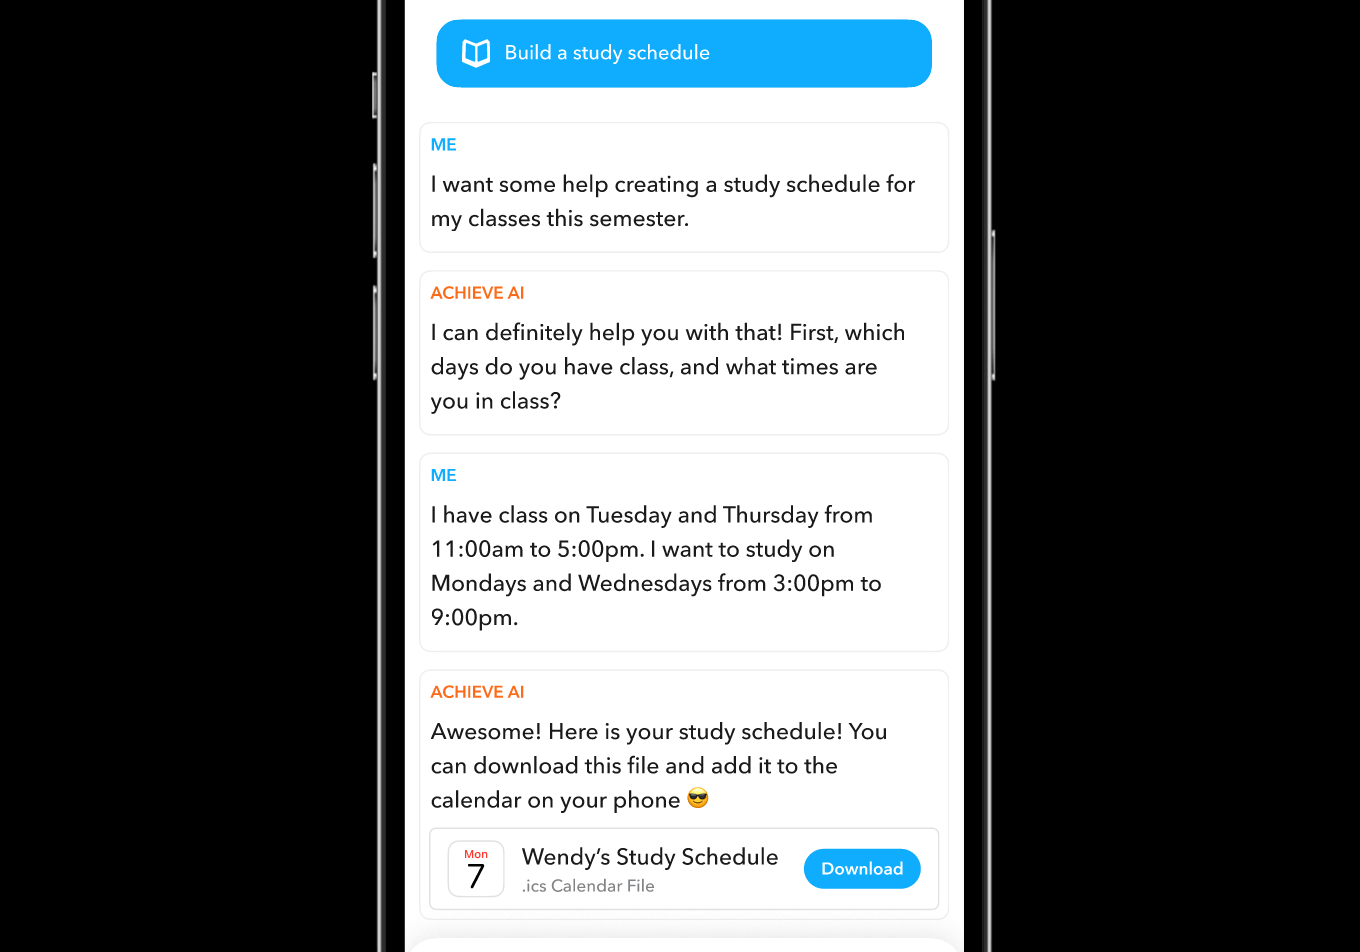 Build a study schedule
ME
I want some help creating a study schedule for
my classes this semester.
ACHIEVE AI
I can definitely help you with that! First, which
days do you have class, and what times are
you in class?
ME
I have class on Tuesday and Thursday from
11:00am to 5:00pm. I want to study on
Mondays and Wednesdays from 3:00pm to
9:00pm.
ACHIEVE AI
Awesome! Here is your study schedule! You
can download this file and add it to the
calendar on your phone 😎
Mon
7
Wendy’s Study Schedule
.ics Calendar File
Download